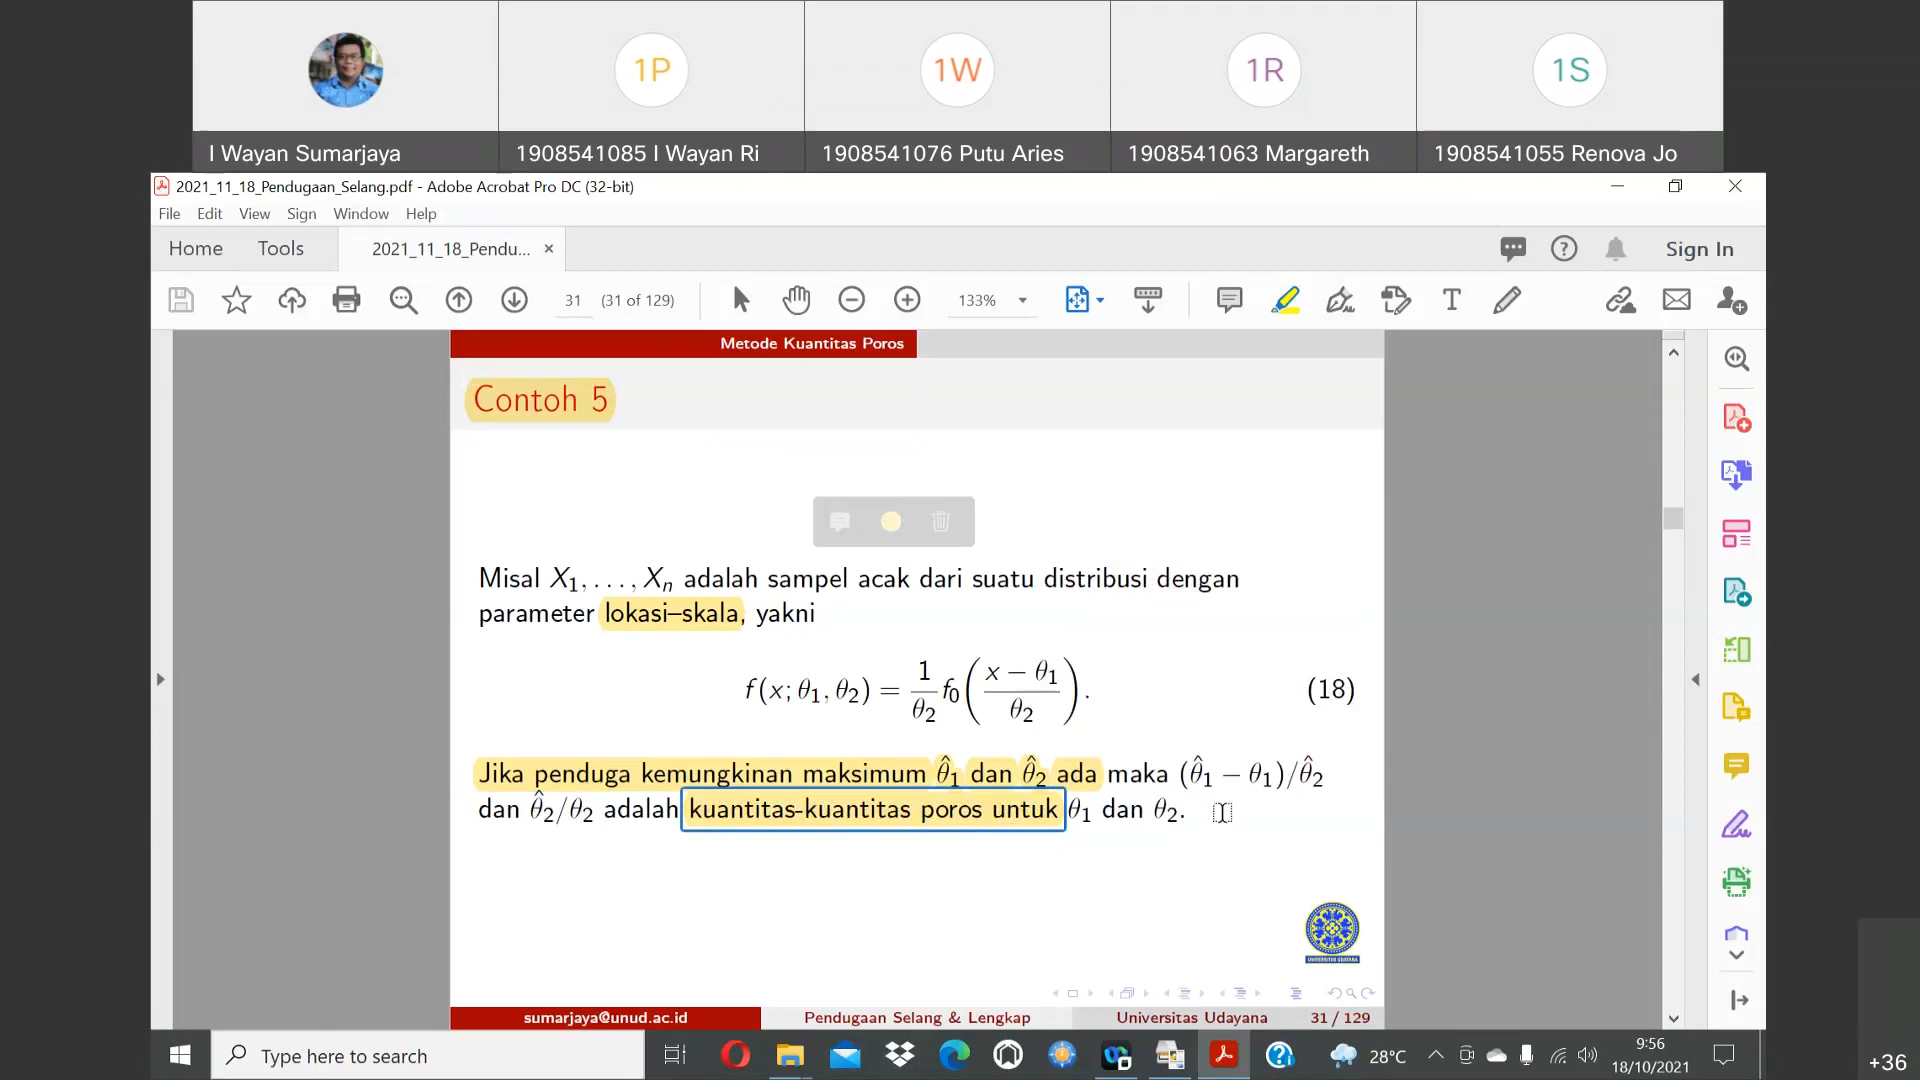 1P
1W
1R
1S
I Wayan Sumarjaya
1908541085 I Wayan Ri
1908541076 Putu Aries
1908541063 Margareth
1908541055 Renova Jo
2021_11_18_Pendugaan_Selang.pdf - Adobe Acrobat Pro DC (32-bit)
File Edit View Sign Window Help
Home Tools 2021_11_18_Pendu... × Sign In
31 (31 of 129) 133%
Metode Kuantitas Poros
Contoh 5
Misal X₁, . . . , Xₙ adalah sampel acak dari suatu distribusi dengan
parameter lokasi–skala, yakni
f(x; θ₁, θ₂) = 1/θ₂ f₀((x − θ₁)/θ₂). (18)
Jika penduga kemungkinan maksimum θ̂₁ dan θ̂₂ ada maka (θ̂₁ − θ₁)/θ̂₂
dan θ̂₂/θ₂ adalah kuantitas-kuantitas poros untuk θ₁ dan θ₂.
UNIVERSITAS UDAYANA
sumarjaya@unud.ac.id Pendugaan Selang & Lengkap Universitas Udayana 31 / 129
Type here to search
28°C
9:56
18/10/2021
+36